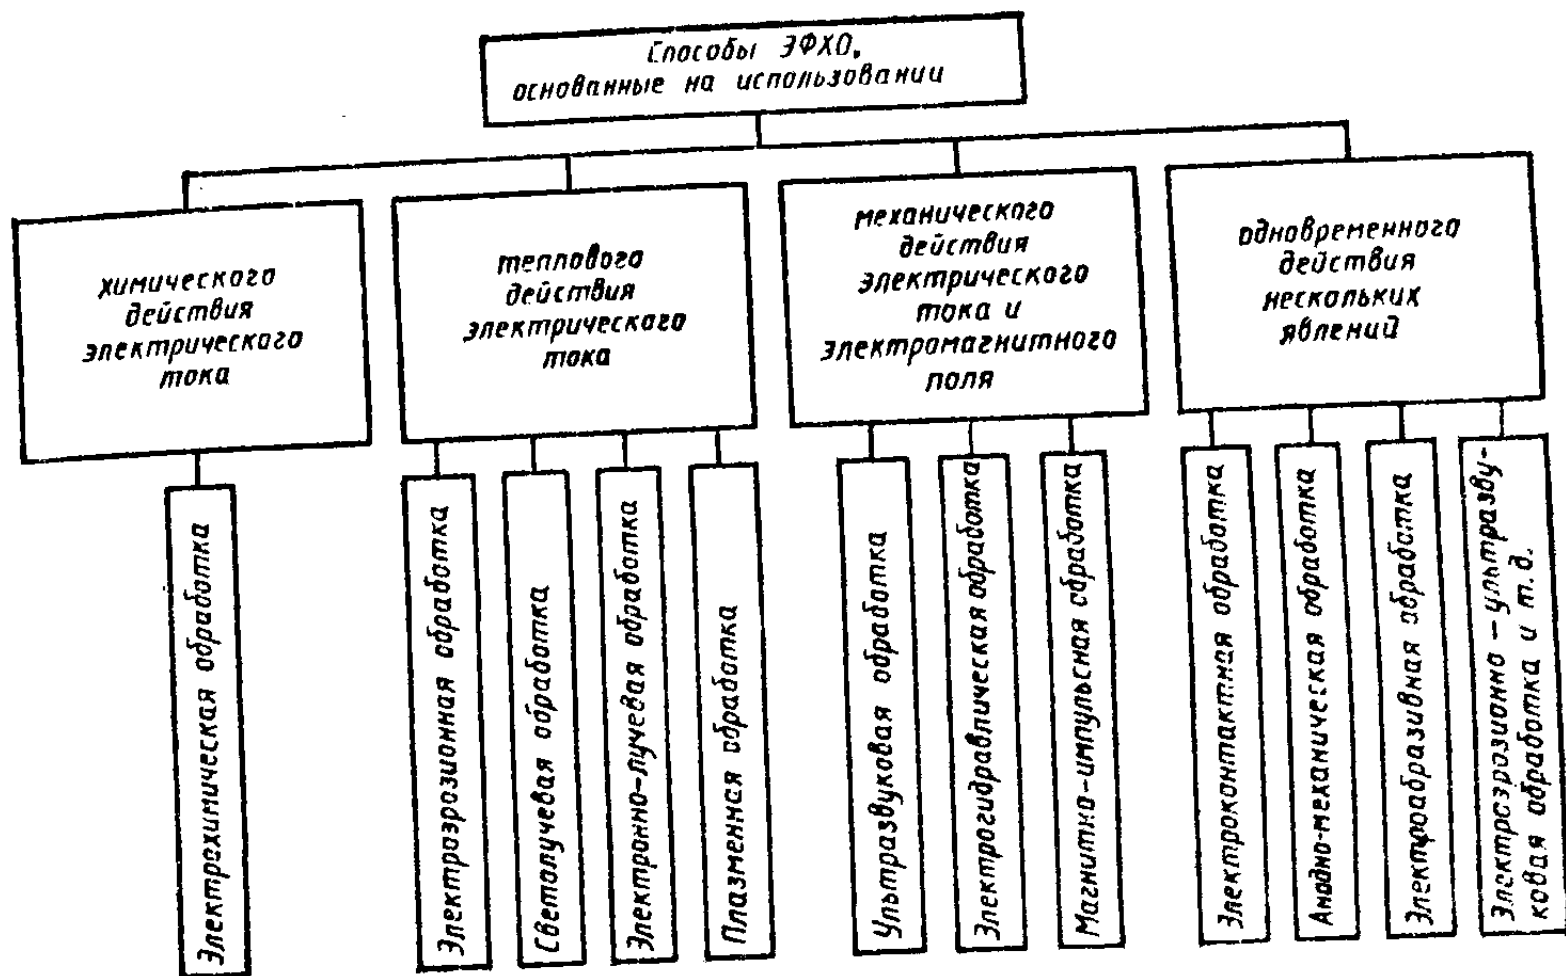 Способы ЭФХО,
основанные на использовании
химического
действия
электрического
тока
теплового
действия
электрического
тока
механического
действия
электрического
тока и
электромагнитного
поля
одновременного
действия
нескольких
явлений
Электрохимическая обработка
Электроэрозионная обработка
Светолучевая обработка
Электронно-лучевая обработка
Плазменная обработка
Ультразвуковая обработка
Электрогидравлическая обработка
Магнитно-импульсная обработка
Электроконтактная обработка
Анодно-механическая обработка
Электроабразивная обработка
Электроэрозионно – ультразву-
ковая обработка и т.д.